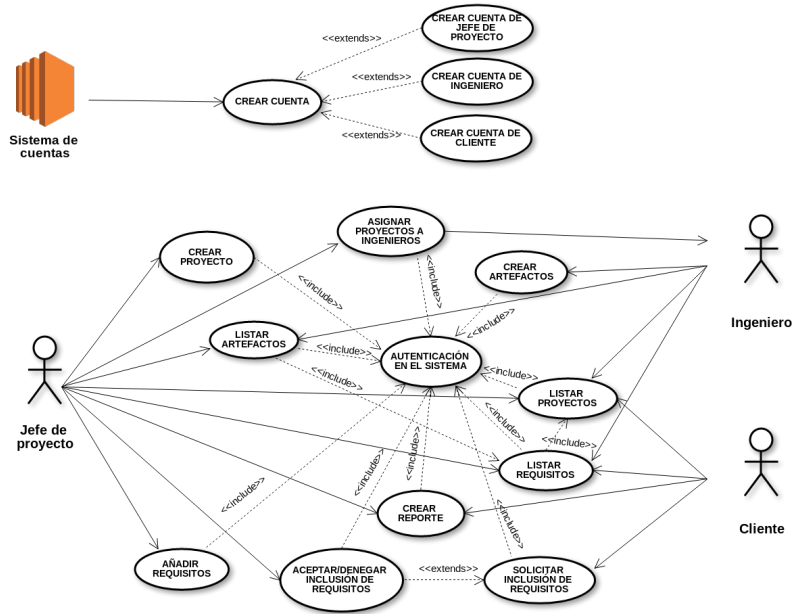 CREAR CUENTA DE
JEFE DE
PROYECTO
<<extends>>
<<extends>>
CREAR CUENTA DE
INGENIERO
CREAR CUENTA
<<extends>>
CREAR CUENTA DE
CLIENTE
Sistema de
cuentas
ASIGNAR
PROYECTOS A
INGENIEROS
CREAR
PROYECTO
<<include>>
CREAR
ARTEFACTOS
<<include>>
<<include>>
Ingeniero
LISTAR
ARTEFACTOS
<<include>>
AUTENTICACIÓN
EN EL SISTEMA
<<include>>
<<include>>
LISTAR
PROYECTOS
Jefe de
proyecto
<<include>>
<<include>>
<<include>>
LISTAR
REQUISITOS
<<include>>
<<include>>
CREAR
REPORTE
<<include>>
Cliente
AÑADIR
REQUISITOS
ACEPTAR/DENEGAR
INCLUSIÓN DE
REQUISITOS
<<extends>>
SOLICITAR
INCLUSIÓN DE
REQUISITOS